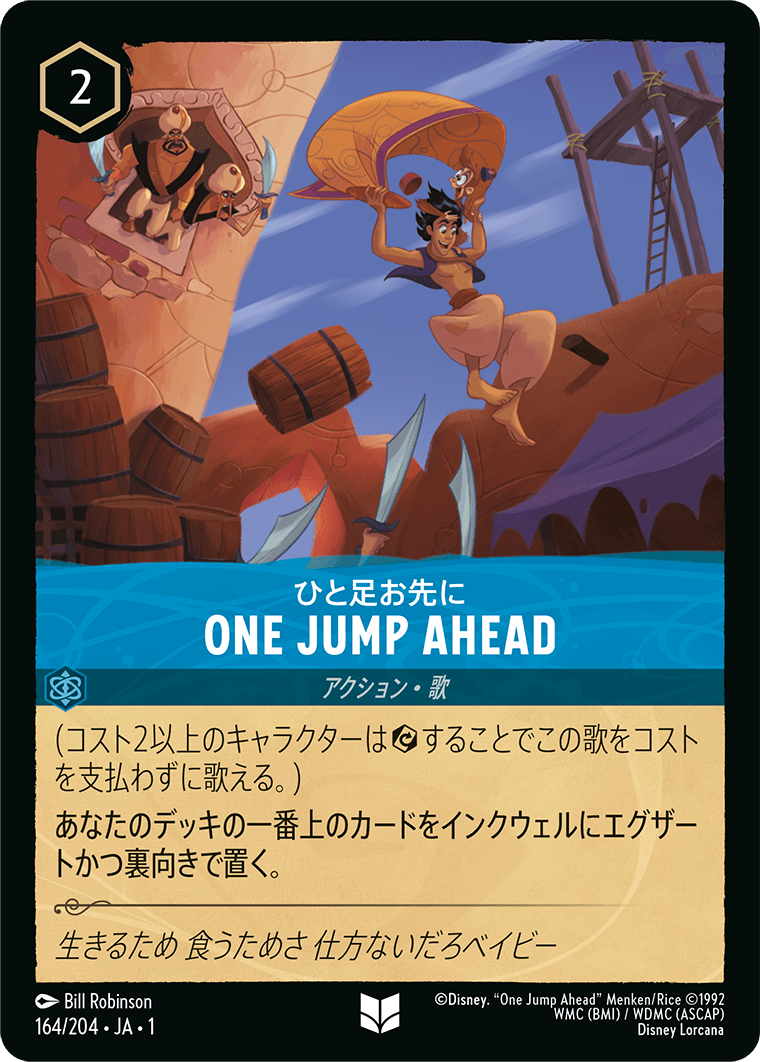 2
ひと足お先に
ONE JUMP AHEAD
アクション・歌
(コスト2以上のキャラクターはすることでこの歌をコスト
を支払わずに歌える。)
あなたのデッキの一番上のカードをインクウェルにエグザー
トかつ裏向きで置く。
生きるため 食うためさ 仕方ないだろベイビー
Bill Robinson
164/204・JA・1
©Disney. “One Jump Ahead” Menken/Rice ©1992
WMC (BMI) / WDMC (ASCAP)
Disney Lorcana